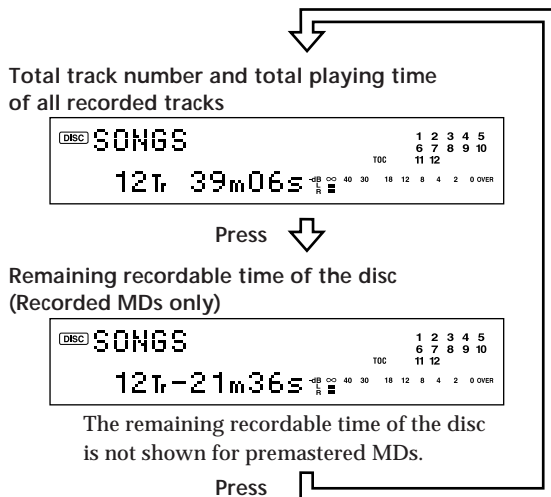 Total track number and total playing time
of all recorded tracks
DISC SONGS 1 2 3 4 5
6 7 8 9 10
TOC 11 12
12Tr 39m06s -dB ∞ 40 30 18 12 8 4 2 0 OVER
L
R
Press
Remaining recordable time of the disc
(Recorded MDs only)
DISC SONGS 1 2 3 4 5
6 7 8 9 10
TOC 11 12
12Tr-21m36s -dB ∞ 40 30 18 12 8 4 2 0 OVER
L
R
The remaining recordable time of the disc
is not shown for premastered MDs.
Press